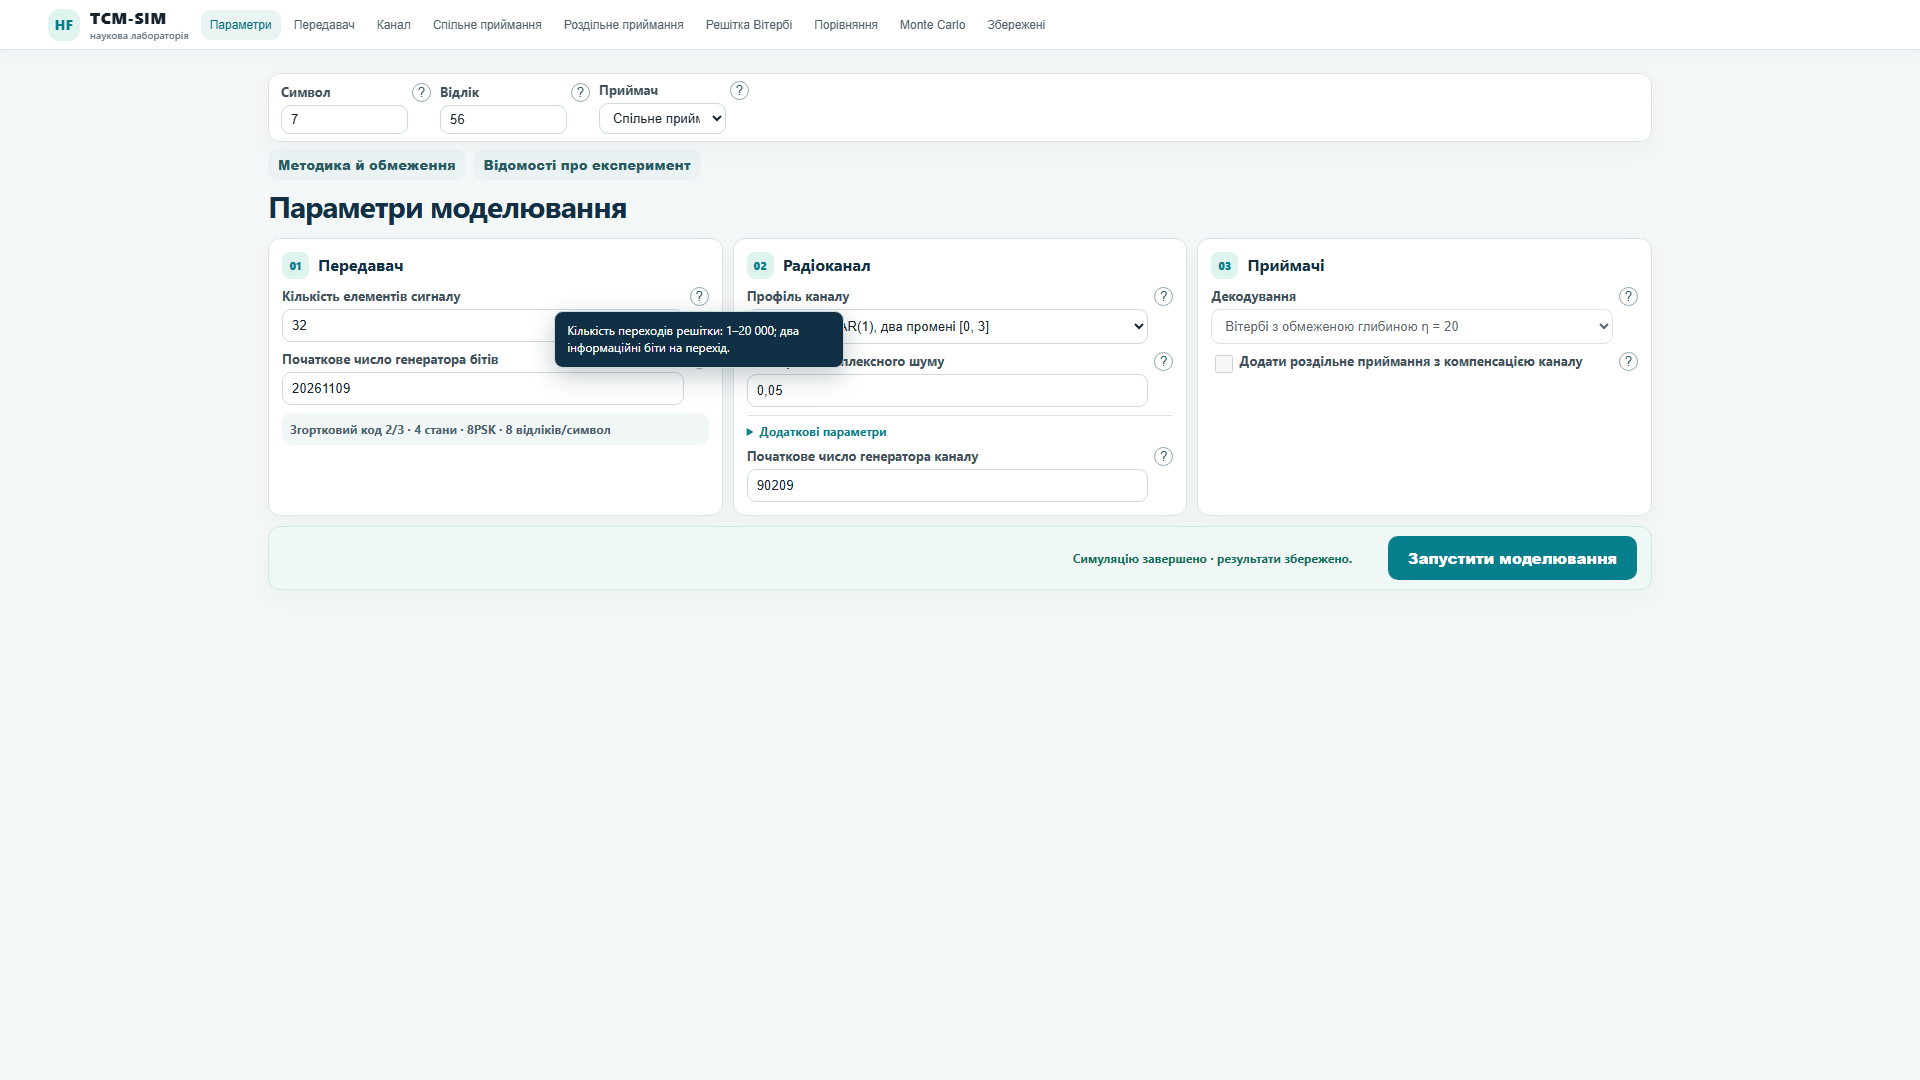 HF
TCM-SIM
наукова лабораторія
Параметри
Передавач
Канал
Спільне приймання
Роздільне приймання
Решітка Вітербі
Порівняння
Monte Carlo
Збережені
Символ ?
7
Відлік ?
56
Приймач ?
Спільне прийм
Методика й обмеження
Відомості про експеримент
Параметри моделювання
01 Передавач
Кількість елементів сигналу ?
32
Кількість переходів решітки: 1–20 000; два
інформаційні біти на перехід.
Початкове число генератора бітів
20261109
Згортковий код 2/3 · 4 стани · 8PSK · 8 відліків/символ
02 Радіоканал
Профіль каналу ?
AR(1), два промені [0, 3]
шуму ?
0,05
Додаткові параметри
Початкове число генератора каналу ?
90209
03 Приймачі
Декодування ?
Вітербі з обмеженою глибиною η = 20
Додати роздільне приймання з компенсацією каналу ?
Симуляцію завершено · результати збережено.
Запустити моделювання